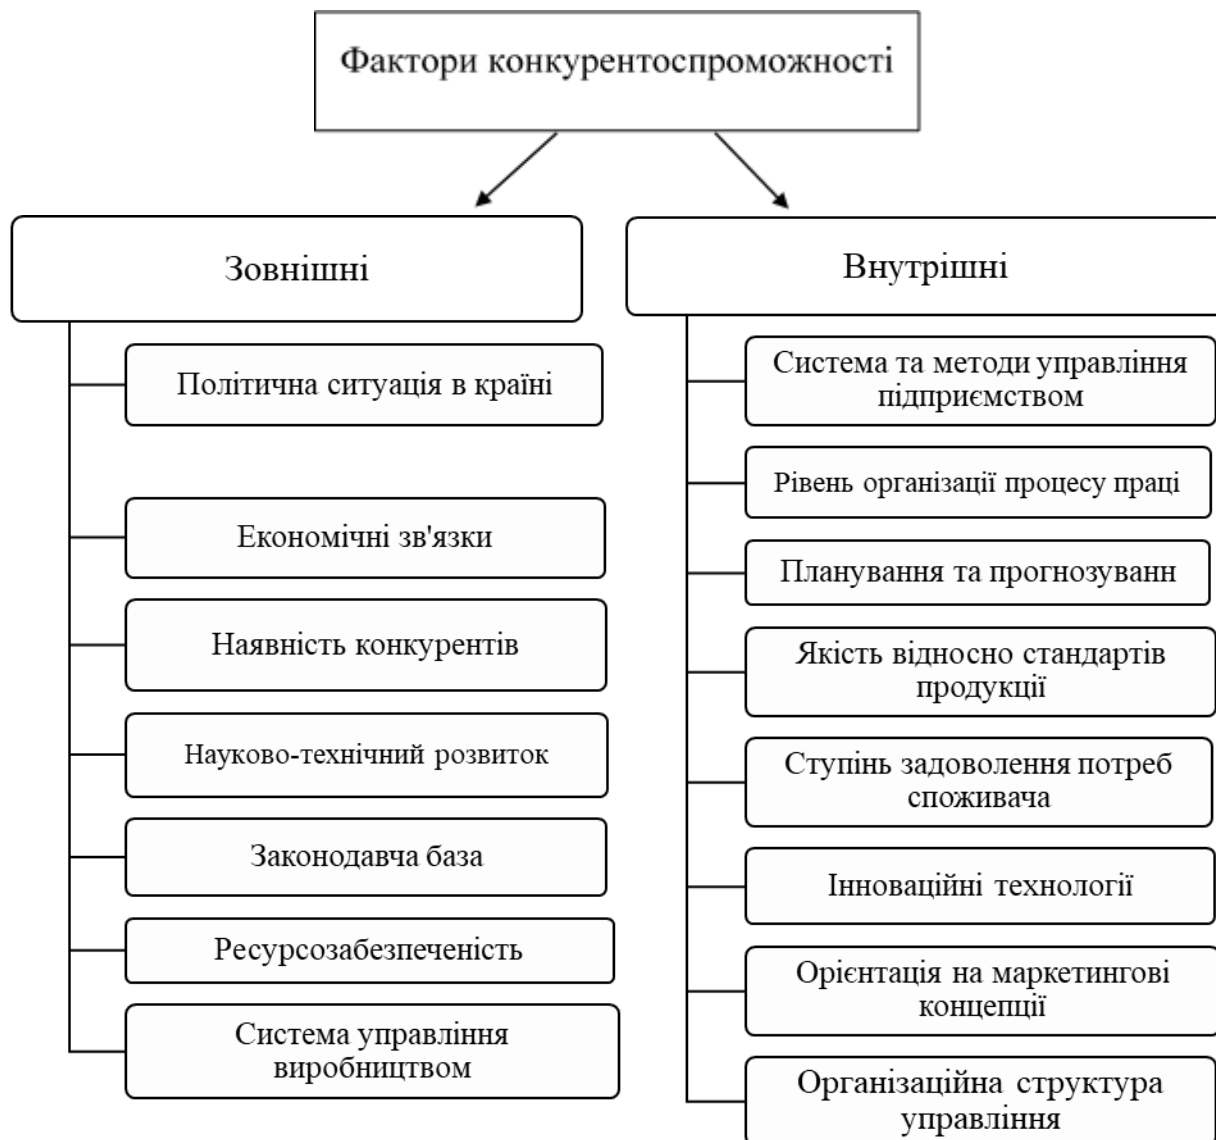 Фактори конкурентоспроможності
Зовнішні
Політична ситуація в країні
Економічні зв'язки
Наявність конкурентів
Науково-технічний розвиток
Законодавча база
Ресурсозабезпеченість
Система управління
виробництвом
Внутрішні
Система та методи управління
підприємством
Рівень організації процесу праці
Планування та прогнозуванн
Якість відносно стандартів
продукції
Ступінь задоволення потреб
споживача
Інноваційні технології
Орієнтація на маркетингові
концепції
Організаційна структура
управління